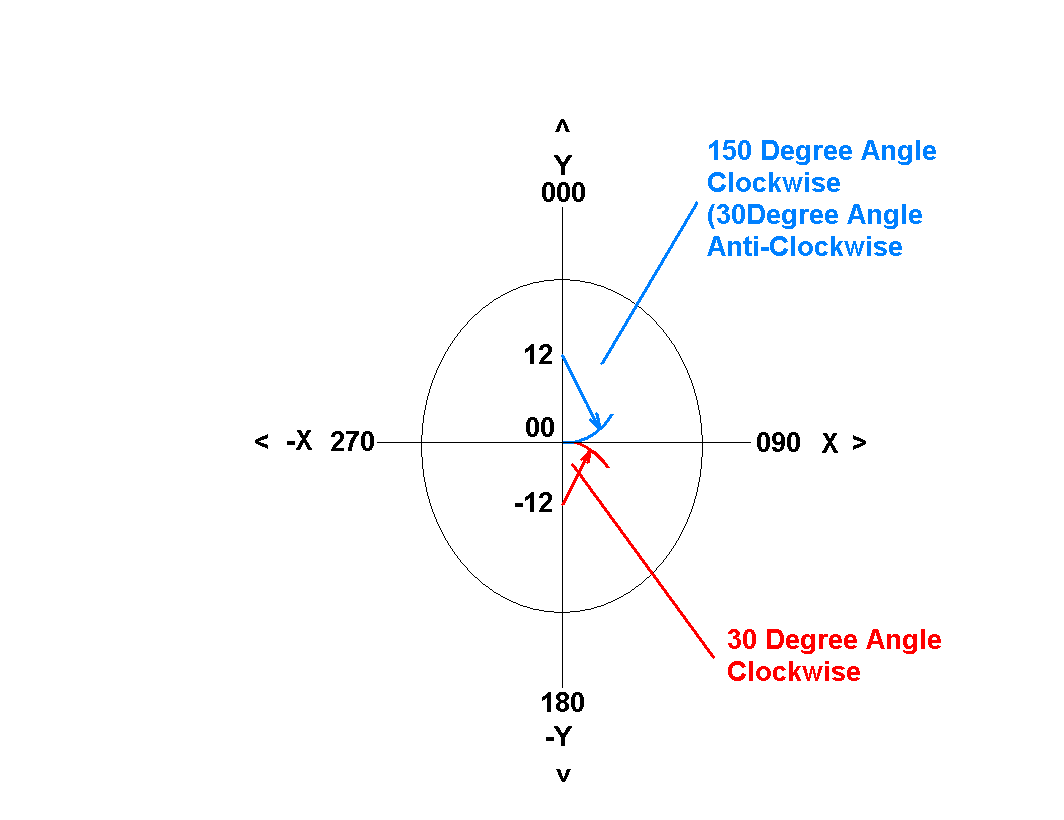 ^
Y
000
150 Degree Angle
Clockwise
(30Degree Angle
Anti-Clockwise
12
00
< -X 270
090 X >
-12
30 Degree Angle
Clockwise
180
-Y
v